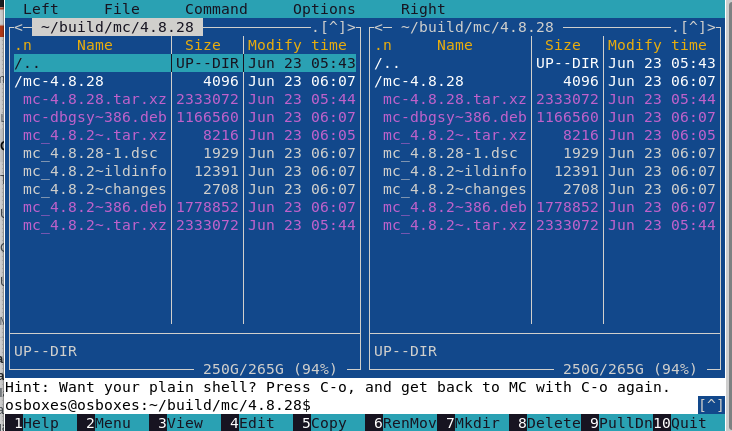 Left File Command Options Right
<─ ~/build/mc/4.8.28 .[^]> <─ ~/build/mc/4.8.28 .[^]>
.n Name Size Modify time .n Name Size Modify time
/.. UP--DIR Jun 23 05:43 /.. UP--DIR Jun 23 05:43
/mc-4.8.28 4096 Jun 23 06:07 /mc-4.8.28 4096 Jun 23 06:07
mc-4.8.28.tar.xz 2333072 Jun 23 05:44 mc-4.8.28.tar.xz 2333072 Jun 23 05:44
mc-dbgsy~386.deb 1166560 Jun 23 06:07 mc-dbgsy~386.deb 1166560 Jun 23 06:07
mc_4.8.2~.tar.xz 8216 Jun 23 06:05 mc_4.8.2~.tar.xz 8216 Jun 23 06:05
mc_4.8.28-1.dsc 1929 Jun 23 06:07 mc_4.8.28-1.dsc 1929 Jun 23 06:07
mc_4.8.2~ildinfo 12391 Jun 23 06:07 mc_4.8.2~ildinfo 12391 Jun 23 06:07
mc_4.8.2~changes 2708 Jun 23 06:07 mc_4.8.2~changes 2708 Jun 23 06:07
mc_4.8.2~386.deb 1778852 Jun 23 06:07 mc_4.8.2~386.deb 1778852 Jun 23 06:07
mc_4.8.2~.tar.xz 2333072 Jun 23 05:44 mc_4.8.2~.tar.xz 2333072 Jun 23 05:44
UP--DIR UP--DIR
250G/265G (94%) 250G/265G (94%)
Hint: Want your plain shell? Press C-o, and get back to MC with C-o again.
osboxes@osboxes:~/build/mc/4.8.28$ [^]
1Help 2Menu 3View 4Edit 5Copy 6RenMov 7Mkdir 8Delete 9PullDn 10Quit